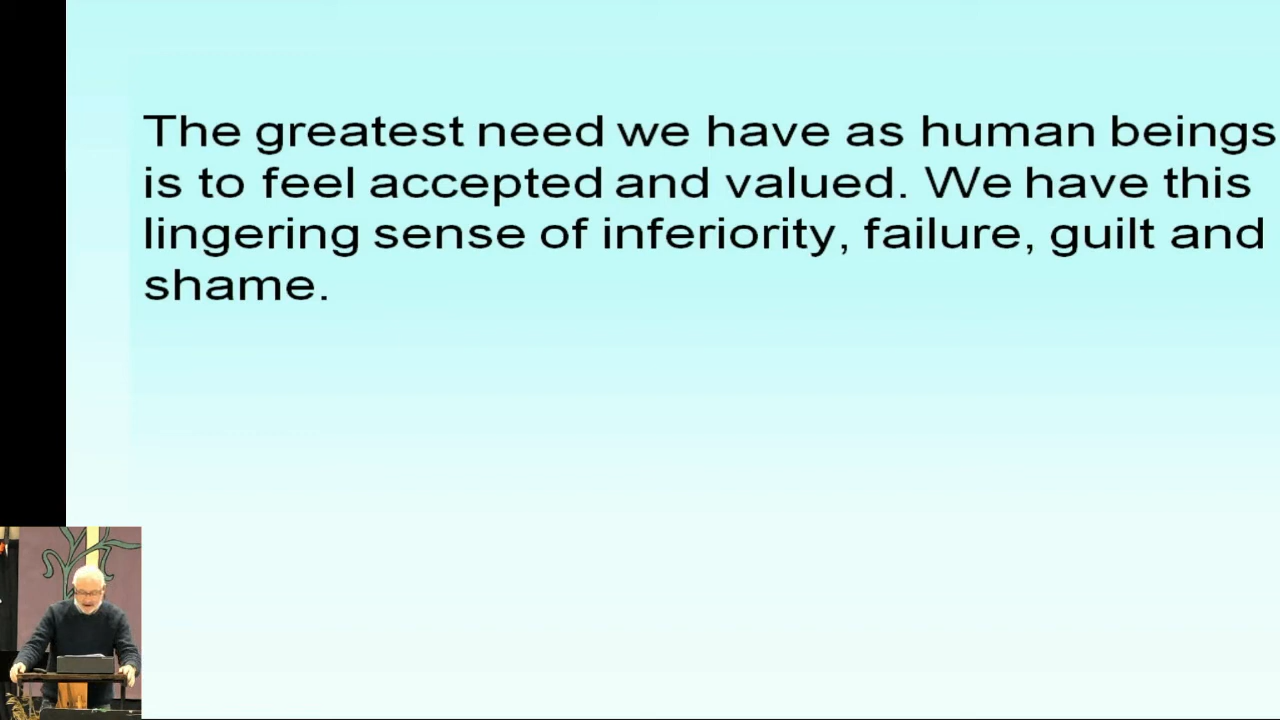 The greatest need we have as human beings
is to feel accepted and valued. We have this
lingering sense of inferiority, failure, guilt and
shame.